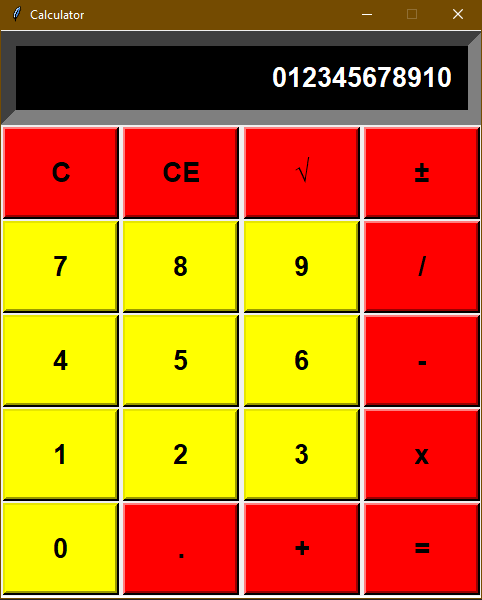 Calculator
012345678910
C CE √ ±
7 8 9 /
4 5 6 -
1 2 3 x
0 . + =